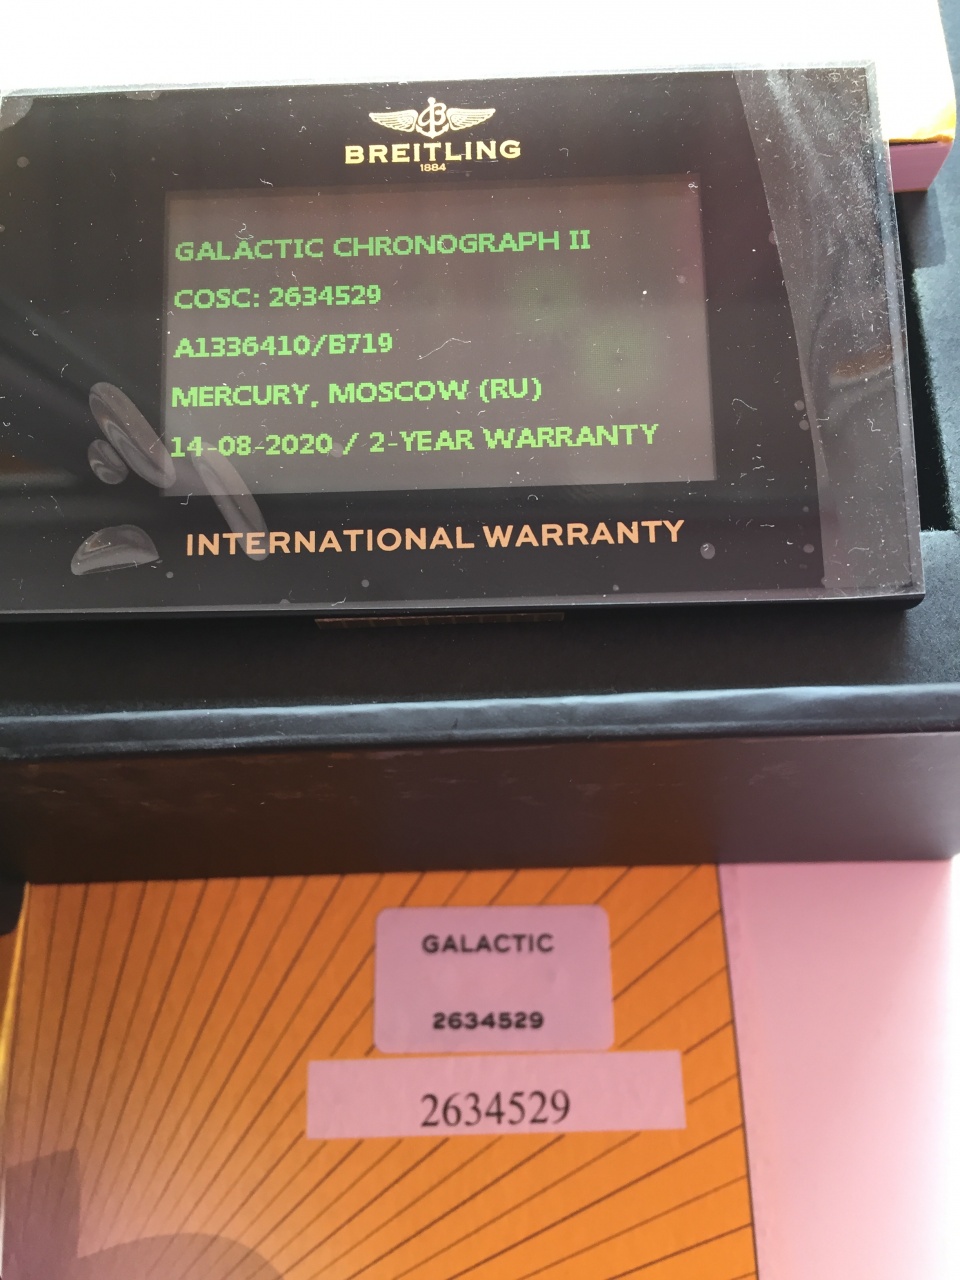 BREITLING
1884
GALACTIC CHRONOGRAPH II
COSC: 2634529
A1336410/B719
MERCURY, MOSCOW (RU)
14-08-2020 / 2-YEAR WARRANTY
INTERNATIONAL WARRANTY
GALACTIC
2634529
2634529